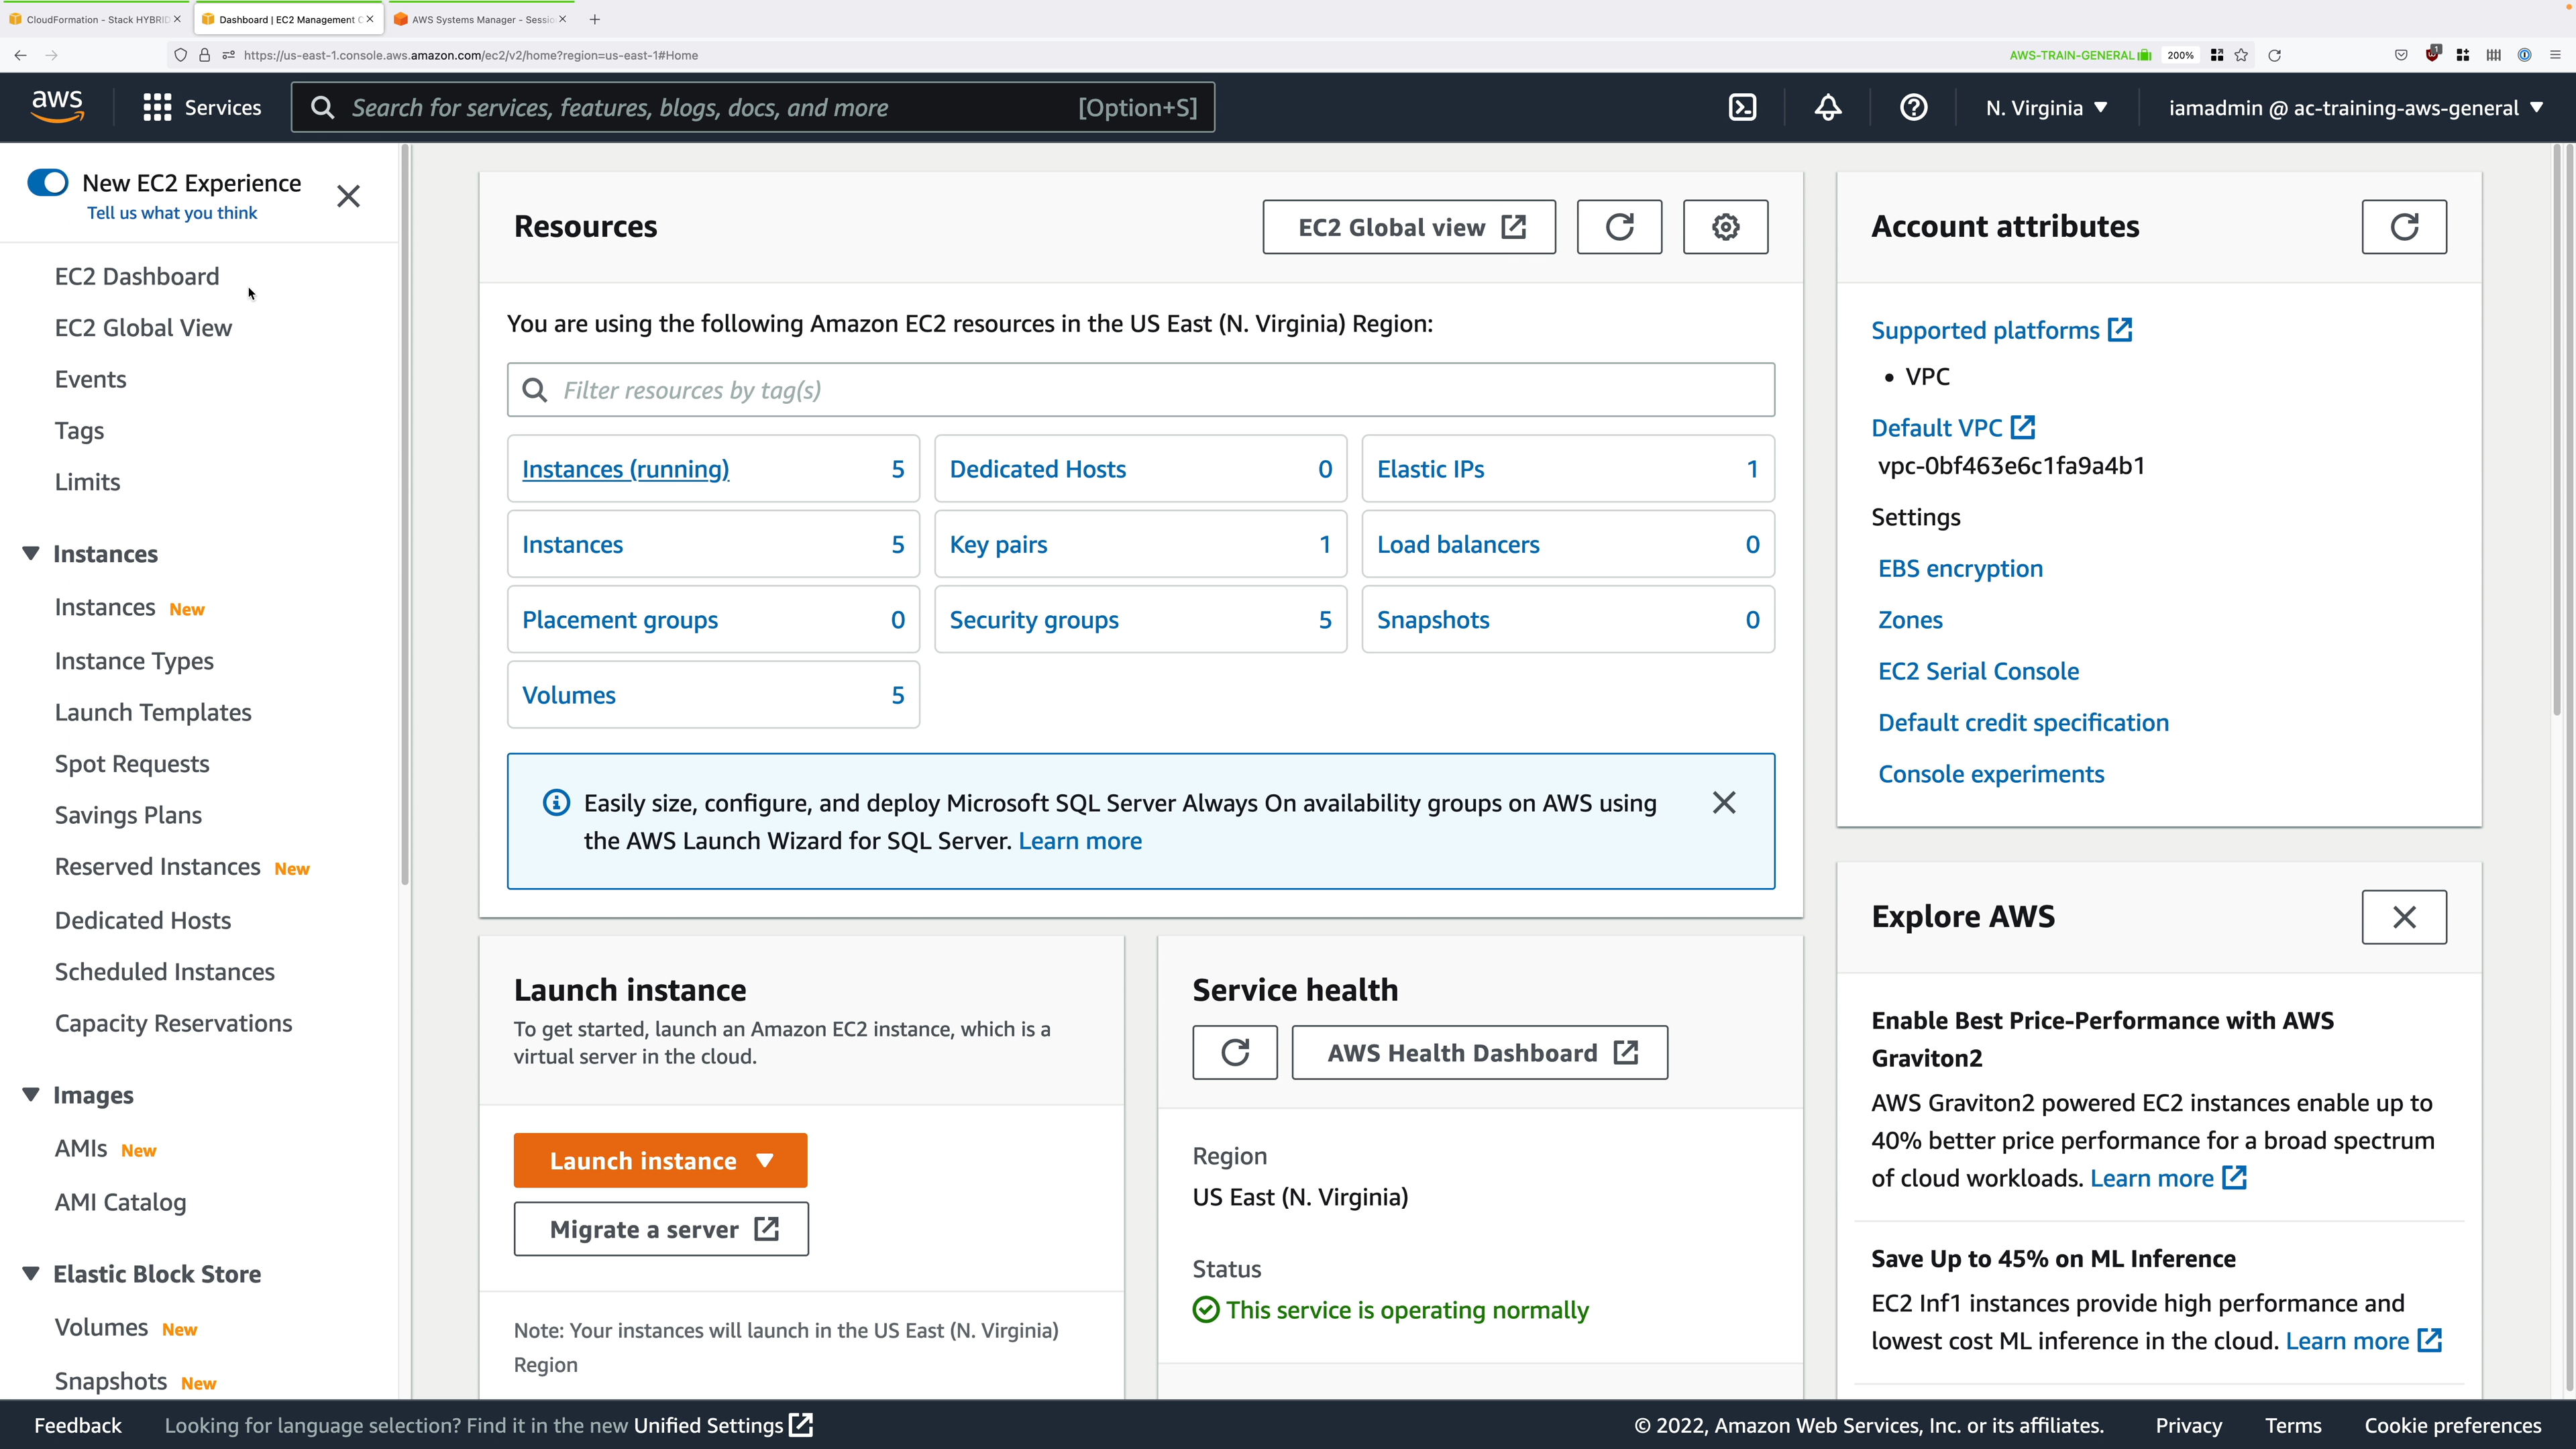 CloudFormation - Stack HYBRID
Dashboard | EC2 Management C
AWS Systems Manager - Sessio
https://us-east-1.console.aws.amazon.com/ec2/v2/home?region=us-east-1#Home
AWS-TRAIN-GENERAL
200%
1
aws
Services
Search for services, features, blogs, docs, and more
[Option+S]
N. Virginia
iamadmin @ ac-training-aws-general
New EC2 Experience
Tell us what you think
EC2 Dashboard
EC2 Global View
Events
Tags
Limits
Instances
Instances New
Instance Types
Launch Templates
Spot Requests
Savings Plans
Reserved Instances New
Dedicated Hosts
Scheduled Instances
Capacity Reservations
Images
AMIs New
AMI Catalog
Elastic Block Store
Volumes New
Snapshots New
Resources
EC2 Global view
You are using the following Amazon EC2 resources in the US East (N. Virginia) Region:
Filter resources by tag(s)
Instances (running) 5
Dedicated Hosts 0
Elastic IPs 1
Instances 5
Key pairs 1
Load balancers 0
Placement groups 0
Security groups 5
Snapshots 0
Volumes 5
Easily size, configure, and deploy Microsoft SQL Server Always On availability groups on AWS using
the AWS Launch Wizard for SQL Server. Learn more
Launch instance
To get started, launch an Amazon EC2 instance, which is a
virtual server in the cloud.
Launch instance
Migrate a server
Note: Your instances will launch in the US East (N. Virginia)
Region
Service health
AWS Health Dashboard
Region
US East (N. Virginia)
Status
This service is operating normally
Account attributes
Supported platforms
• VPC
Default VPC
vpc-0bf463e6c1fa9a4b1
Settings
EBS encryption
Zones
EC2 Serial Console
Default credit specification
Console experiments
Explore AWS
Enable Best Price-Performance with AWS
Graviton2
AWS Graviton2 powered EC2 instances enable up to
40% better price performance for a broad spectrum
of cloud workloads. Learn more
Save Up to 45% on ML Inference
EC2 Inf1 instances provide high performance and
lowest cost ML inference in the cloud. Learn more
Feedback
Looking for language selection? Find it in the new Unified Settings
© 2022, Amazon Web Services, Inc. or its affiliates.
Privacy
Terms
Cookie preferences